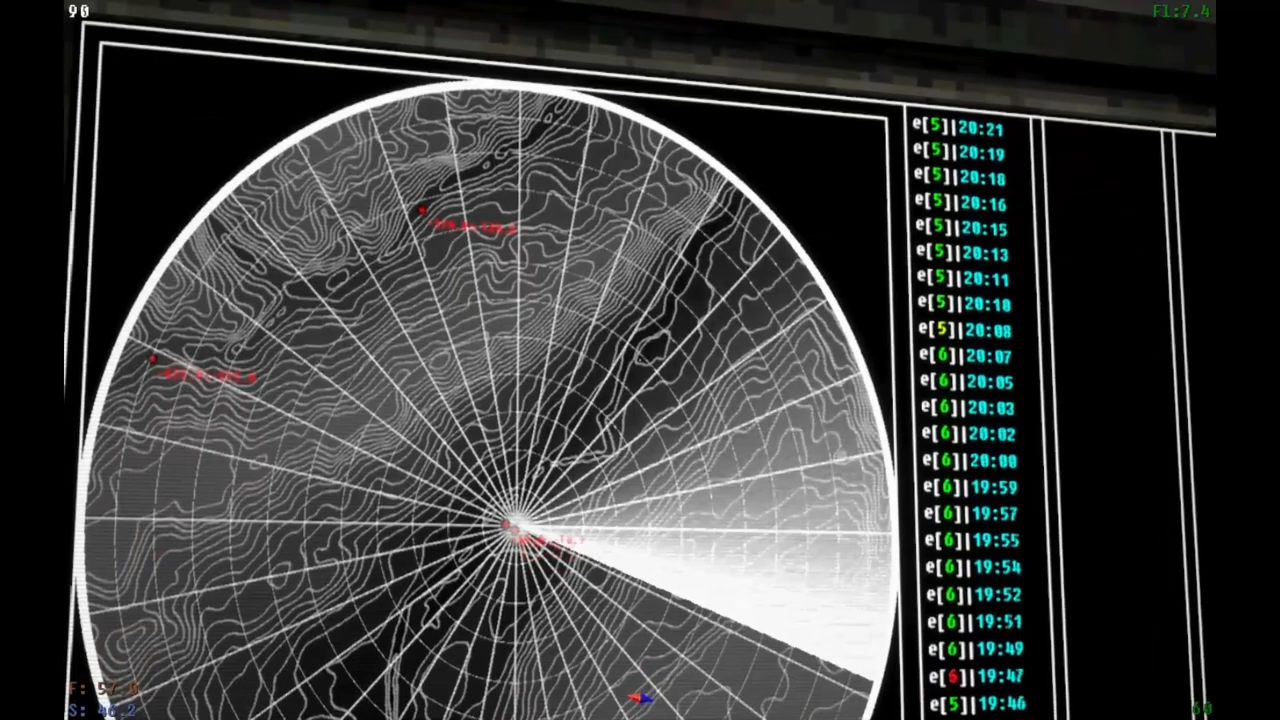 90
F1:7.4
e[5]|20:21
e[5]|20:19
e[5]|20:18
e[5]|20:16
e[5]|20:15
e[5]|20:13
e[5]|20:11
e[5]|20:10
e[5]|20:08
e[6]|20:07
e[6]|20:05
e[6]|20:03
e[6]|20:02
e[6]|20:00
e[6]|19:59
e[6]|19:57
e[6]|19:55
e[6]|19:54
e[6]|19:52
e[6]|19:51
e[6]|19:49
e[6]|19:47
e[5]|19:46
F:
S: 46.2
60